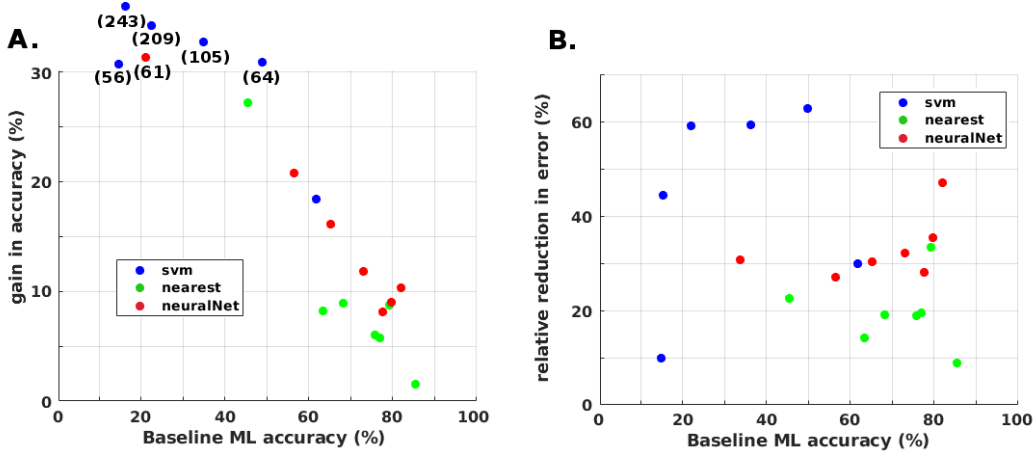 A.
(243)
(209)
(105)
(56)
(61)
(64)
30
20
10
0
gain in accuracy (%)
svm
nearest
neuralNet
0 20 40 60 80 100
Baseline ML accuracy (%)
B.
60
40
20
0
relative reduction in error (%)
svm
nearest
neuralNet
0 20 40 60 80 100
Baseline ML accuracy (%)